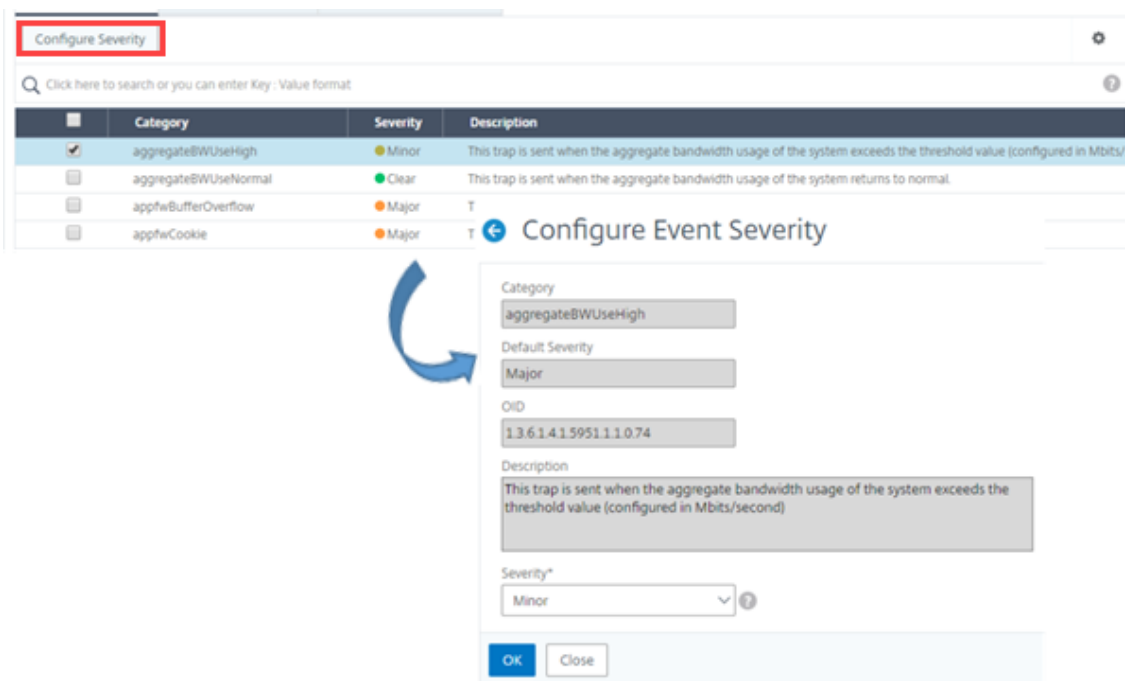 Configure Severity
Click here to search or you can enter Key : Value format
Category Severity Description
aggregateBWUseHigh Minor This trap is sent when the aggregate bandwidth usage of the system exceeds the threshold value (configured in Mbits/
aggregateBWUseNormal Clear This trap is sent when the aggregate bandwidth usage of the system returns to normal.
appfwBufferOverflow Major T
appfwCookie Major T
Configure Event Severity
Category
aggregateBWUseHigh
Default Severity
Major
OID
1.3.6.1.4.1.5951.1.1.0.74
Description
This trap is sent when the aggregate bandwidth usage of the system exceeds the
threshold value (configured in Mbits/second)
Severity*
Minor
OK Close